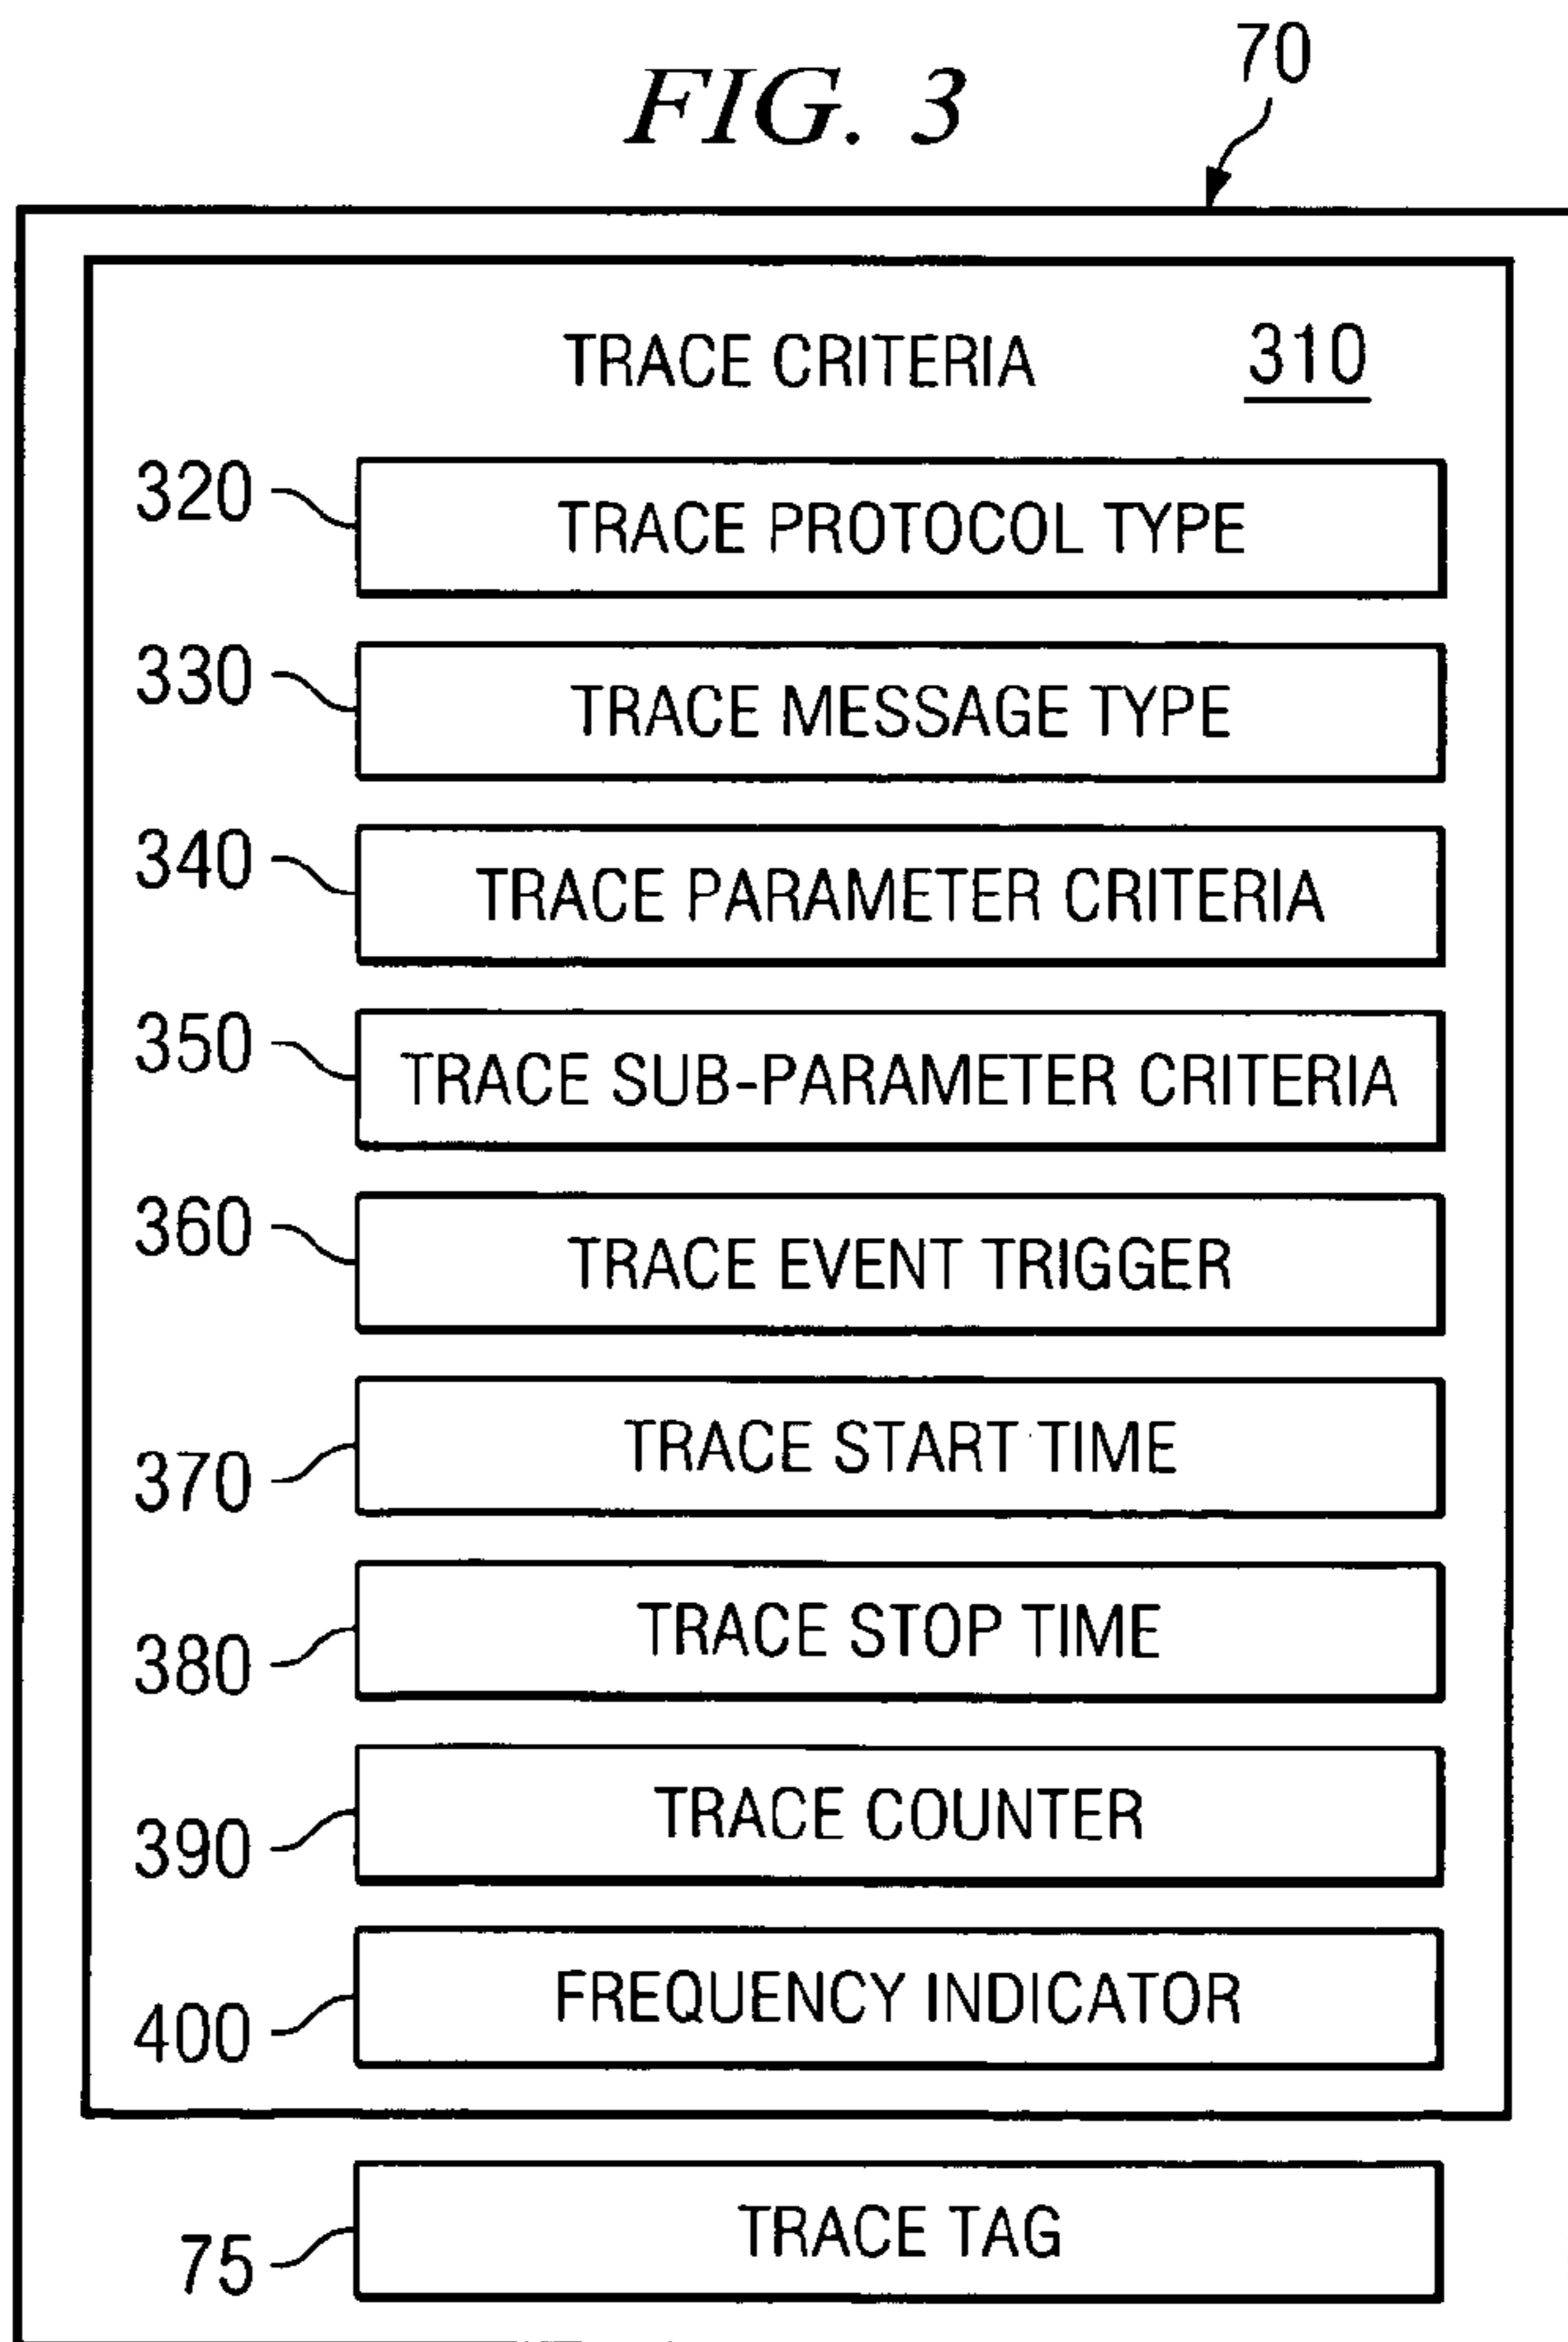 FIG. 3
70
TRACE CRITERIA 310
320 TRACE PROTOCOL TYPE
330 TRACE MESSAGE TYPE
340 TRACE PARAMETER CRITERIA
350 TRACE SUB-PARAMETER CRITERIA
360 TRACE EVENT TRIGGER
370 TRACE START TIME
380 TRACE STOP TIME
390 TRACE COUNTER
400 FREQUENCY INDICATOR
75 TRACE TAG